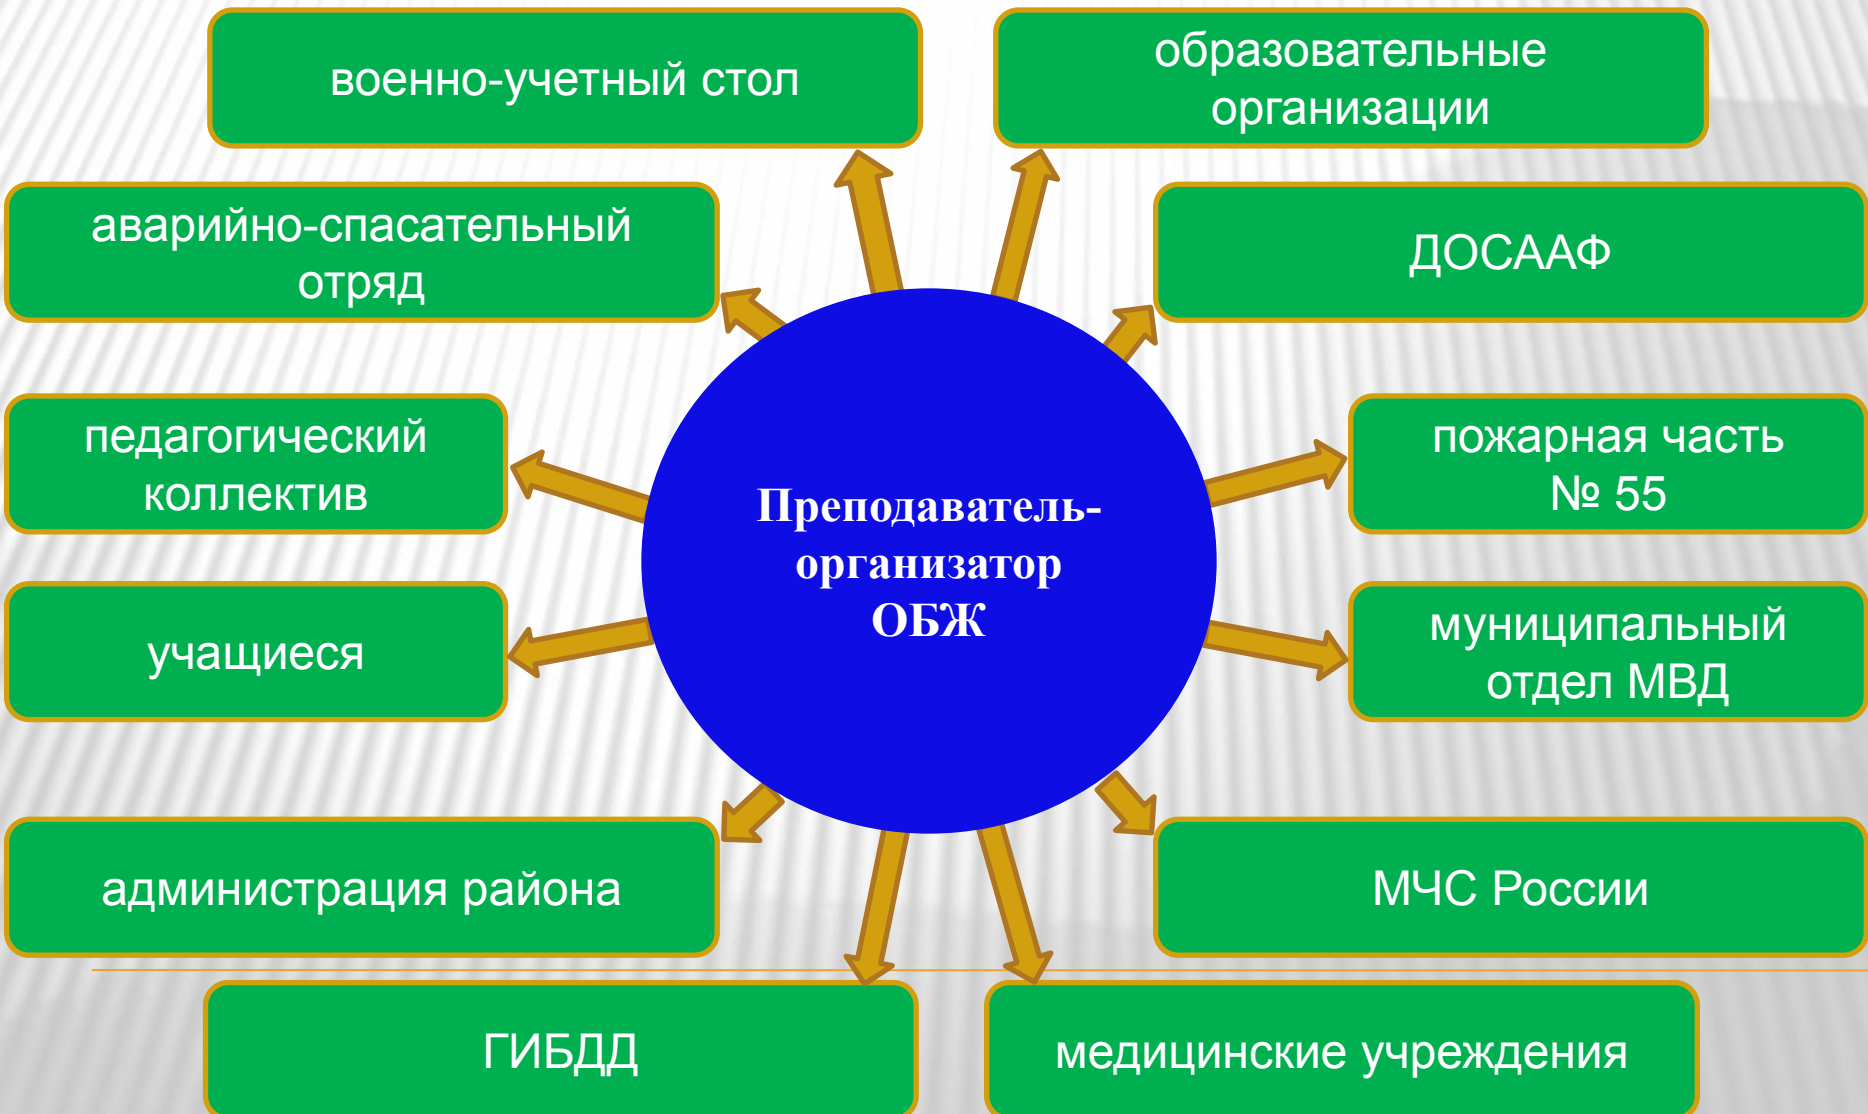 военно-учетный стол
образовательные
организации
аварийно-спасательный
отряд
ДОСААФ
педагогический
коллектив
Преподаватель-
организатор
ОБЖ
пожарная часть
№ 55
учащиеся
муниципальный
отдел МВД
администрация района
МЧС России
ГИБДД
медицинские учреждения